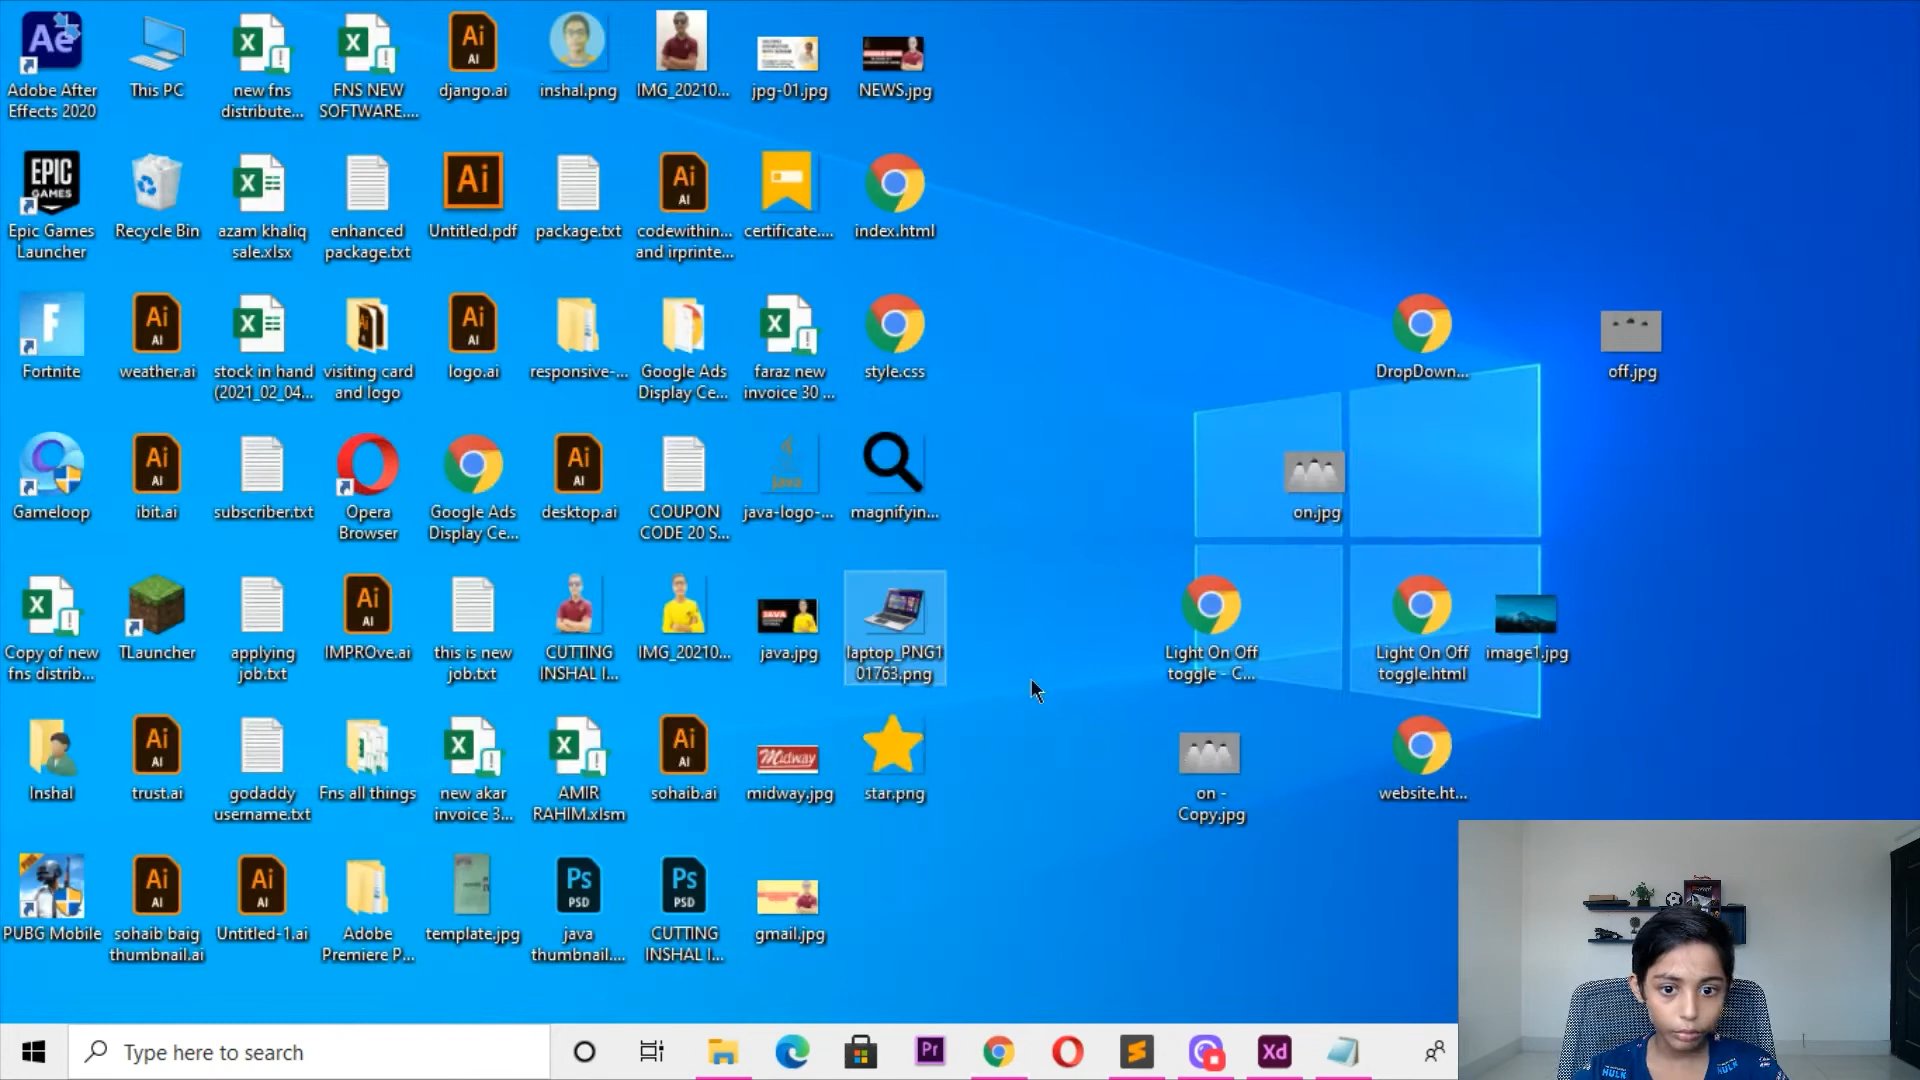 Adobe After
Effects 2020
This PC
new fns
distribute...
FNS NEW
SOFTWARE....
django.ai
inshal.png
IMG_20210...
jpg-01.jpg
NEWS.jpg
EPIC
GAMES
Epic Games
Launcher
Recycle Bin
azam khaliq
sale.xlsx
enhanced
package.txt
Untitled.pdf
package.txt
codewithin...
and irprinte...
certificate....
index.html
Fortnite
weather.ai
stock in hand
(2021_02_04...
visiting card
and logo
logo.ai
responsive-...
Google Ads
Display Ce...
faraz new
invoice 30 ...
style.css
DropDown...
off.jpg
Gameloop
ibit.ai
subscriber.txt
Opera
Browser
Google Ads
Display Ce...
desktop.ai
COUPON
CODE 20 S...
java-logo-...
magnifyin...
on.jpg
Copy of new
fns distrib...
TLauncher
applying
job.txt
IMPROve.ai
this is new
job.txt
CUTTING
INSHAL I...
IMG_20210...
java.jpg
laptop_PNG1
01763.png
Light On Off
toggle - C...
Light On Off
toggle.html
image1.jpg
Inshal
trust.ai
godaddy
username.txt
Fns all things
new akar
invoice 3...
AMIR
RAHIM.xlsm
sohaib.ai
Midway
midway.jpg
star.png
on -
Copy.jpg
website.ht...
PUBG Mobile
sohaib baig
thumbnail.ai
Untitled-1.ai
Adobe
Premiere P...
template.jpg
java
thumbnail....
CUTTING
INSHAL I...
gmail.jpg
Type here to search
Pr
Xd
HULK
HULK